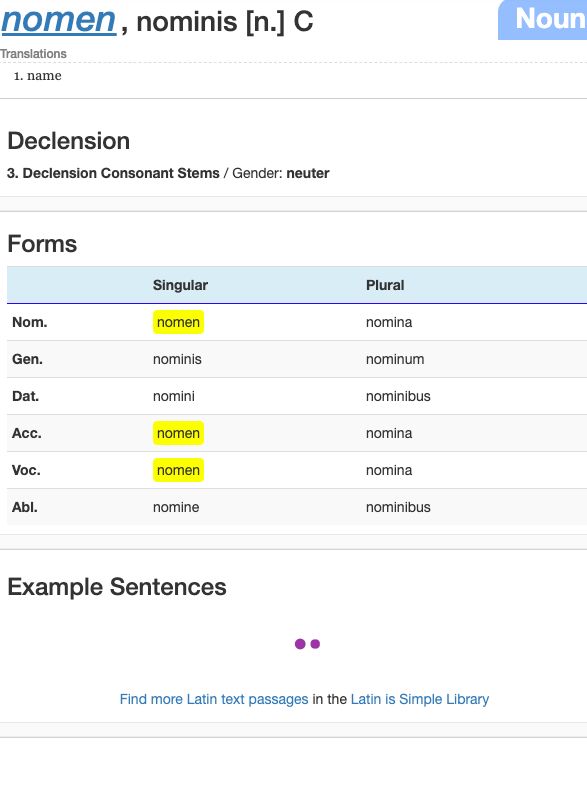 nomen, nominis [n.] C
Noun
Translations
1. name
Declension
3. Declension Consonant Stems / Gender: neuter
Forms
Singular Plural
Nom. nomen nomina
Gen. nominis nominum
Dat. nomini nominibus
Acc. nomen nomina
Voc. nomen nomina
Abl. nomine nominibus
Example Sentences
Find more Latin text passages in the Latin is Simple Library